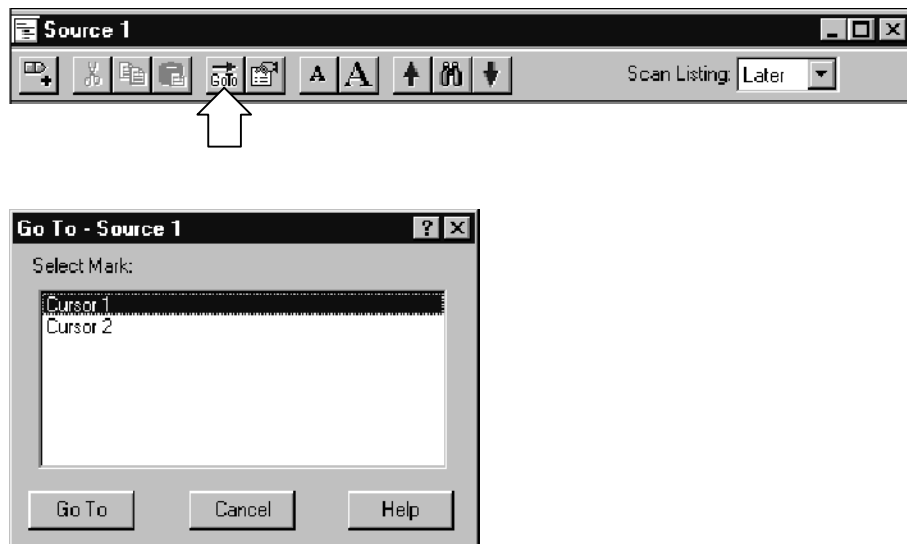 Source 1
GoTo A A Scan Listing: Later
Go To - Source 1
Select Mark:
Cursor 1
Cursor 2
Go To Cancel Help